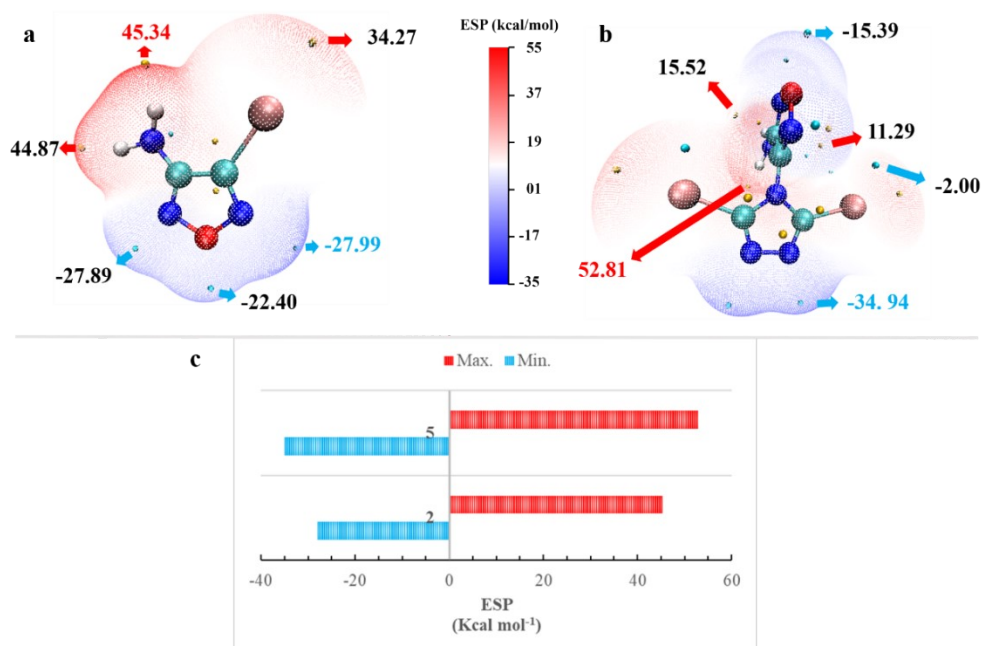 a
45.34
34.27
44.87
-27.89
-22.40
-27.99
ESP (kcal/mol)
55
37
19
01
-17
-35
b
-15.39
15.52
11.29
-2.00
52.81
-34. 94
c
Max. Min.
5
2
-40 -20 0 20 40 60
ESP
(Kcal mol⁻¹)